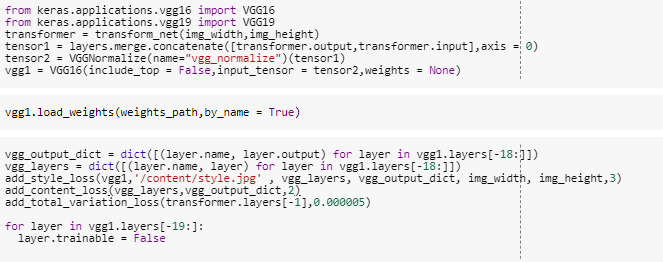 from keras.applications.vgg16 import VGG16
from keras.applications.vgg19 import VGG19
transformer = transform_net(img_width,img_height)
tensor1 = layers.merge.concatenate([transformer.output,transformer.input],axis = 0)
tensor2 = VGGNormalize(name="vgg_normalize")(tensor1)
vgg1 = VGG16(include_top = False,input_tensor = tensor2,weights = None)
vgg1.load_weights(weights_path,by_name = True)
vgg_output_dict = dict([(layer.name, layer.output) for layer in vgg1.layers[-18:]])
vgg_layers = dict([(layer.name, layer) for layer in vgg1.layers[-18:]])
add_style_loss(vgg1,'/content/style.jpg' , vgg_layers, vgg_output_dict, img_width, img_height,3)
add_content_loss(vgg_layers,vgg_output_dict,2)
add_total_variation_loss(transformer.layers[-1],0.000005)
for layer in vgg1.layers[-19:]:
  layer.trainable = False